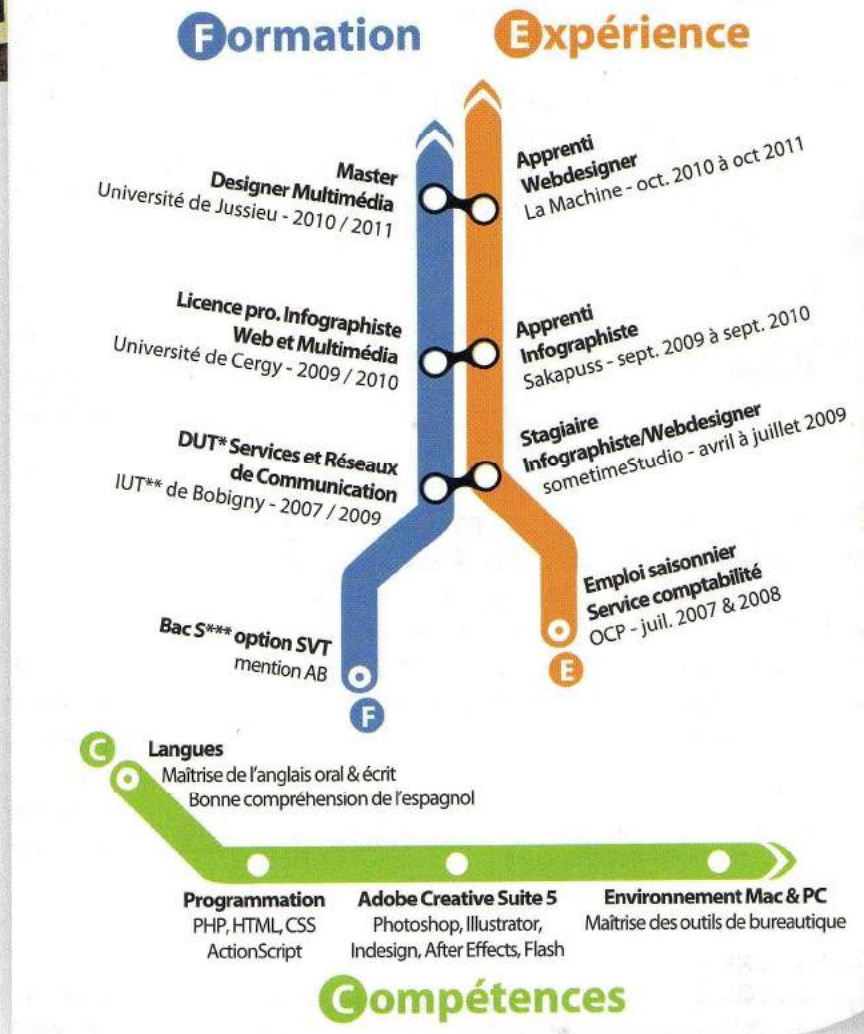 Formation
Expérience
Master
Designer Multimédia
Université de Jussieu - 2010 / 2011
Licence pro. Infographiste
Web et Multimédia
Université de Cergy - 2009 / 2010
DUT* Services et Réseaux
de Communication
IUT** de Bobigny - 2007 / 2009
Bac S*** option SVT
mention AB
F
Apprenti
Webdesigner
La Machine - oct. 2010 à oct 2011
Apprenti
Infographiste
Sakapuss - sept. 2009 à sept. 2010
Stagiaire
Infographiste/Webdesigner
sometimeStudio - avril à juillet 2009
Emploi saisonnier
Service comptabilité
OCP - juil. 2007 & 2008
E
C
Langues
Maîtrise de l'anglais oral & écrit
Bonne compréhension de l'espagnol
Programmation
PHP, HTML, CSS
ActionScript
Adobe Creative Suite 5
Photoshop, Illustrator,
Indesign, After Effects, Flash
Environnement Mac & PC
Maîtrise des outils de bureautique
Compétences